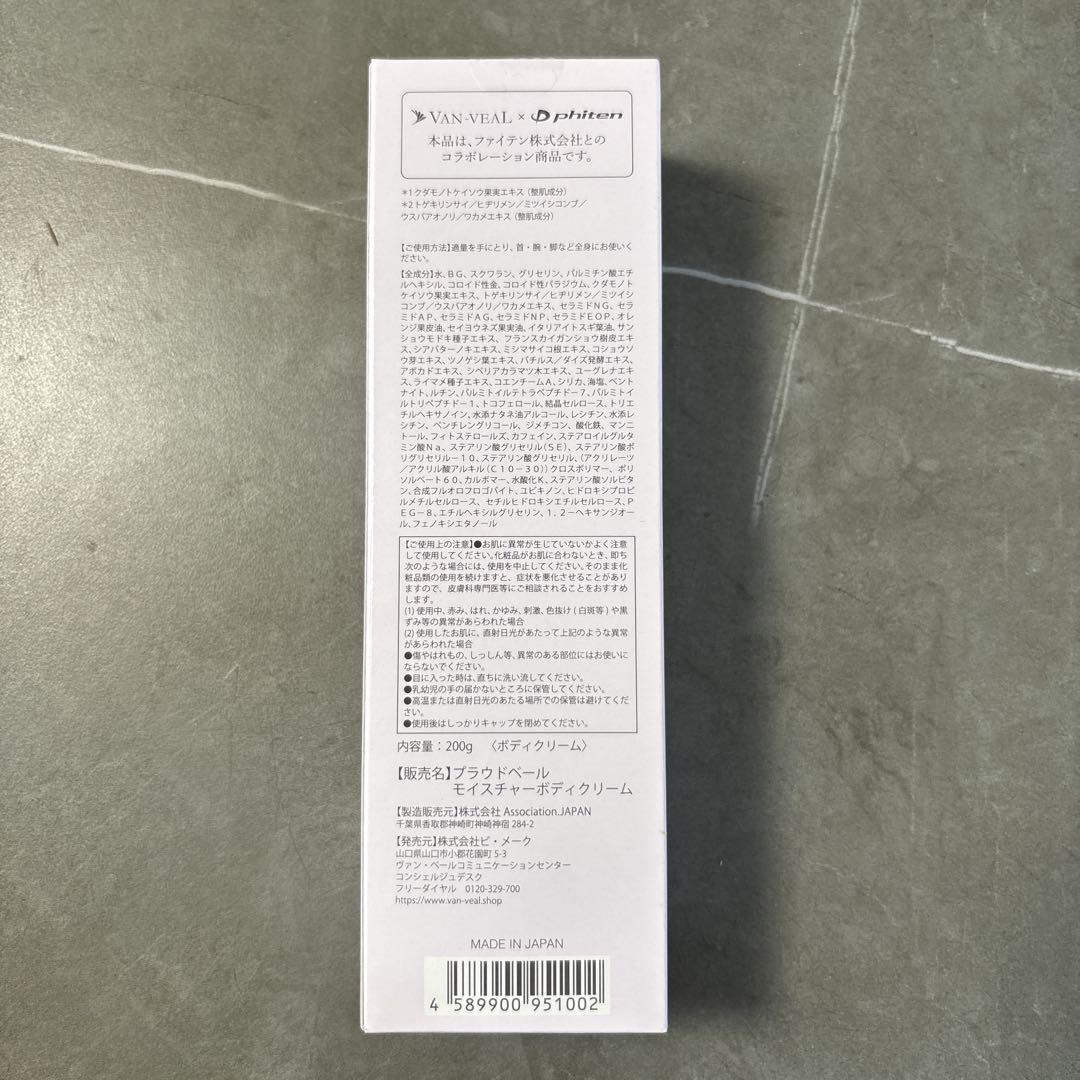 VAN-VEAL × phiten
本品は、ファイテン株式会社との
コラボレーション商品です。
*1クダモノトケイソウ果実エキス（整肌成分）
*2トゲキリンサイ／ヒヂリメン／ミツイシコンブ／
ウスバアオノリ／ワカメエキス（整肌成分）
【ご使用方法】適量を手にとり、首・腕・脚など全身にお使いく
ださい。
【全成分】水、BG、スクワラン、グリセリン、パルミチン酸エチ
ルヘキシル、コロイド性金、コロイド性パラジウム、クダモノト
ケイソウ果実エキス、トゲキリンサイ／ヒヂリメン／ミツイシ
コンブ／ウスバアオノリ／ワカメエキス、セラミドNG、セラ
ミドAP、セラミドAG、セラミドNP、セラミドEOP、オレ
ンジ果皮油、セイヨウネズ果実油、イタリアイトスギ葉油、サン
ショウモドキ種子エキス、フランスカイガンショウ樹皮エキ
ス、シアバターノキエキス、ミシマサイコ根エキス、コショウソ
ウ芽エキス、ツノゲシ葉エキス、バチルス／ダイズ発酵エキス、
アボカドエキス、シベリアカラマツ木エキス、ユーグレナエキ
ス、ライマメ種子エキス、コエンチームA、シリカ、海塩、ベント
ナイト、ルチン、パルミトイルテトラペプチド-7、パルミトイ
ルトリペプチド-1、トコフェロール、結晶セルロース、トリエ
チルヘキサノイン、水添ナタネ油アルコール、レシチン、水添レ
シチン、ペンチレングリコール、ジメチコン、酸化鉄、マンニ
トール、フィトステロールズ、カフェイン、ステアロイルグルタ
ミン酸Na、ステアリン酸グリセリル（SE）、ステアリン酸ポ
リグリセリル-10、ステアリン酸グリセリル、（アクリレーツ
／アクリル酸アルキル（C10-30））クロスポリマー、ポリ
ソルベート60、カルボマー、水酸化K、ステアリン酸ソルビタ
ン、合成フルオロフロゴパイト、ユビキノン、ヒドロキシプロピ
ルメチルセルロース、セチルヒドロキシエチルセルロース、P
EG-8、エチルヘキシルグリセリン、1,2-ヘキサンジオー
ル、フェノキシエタノール
【ご使用上の注意】●お肌に異常が生じていないかよく注意
して使用してください。化粧品がお肌に合わないとき、即ち
次のような場合には、使用を中止してください。そのまま化
粧品類の使用を続けますと、症状を悪化させることがあり
ますので、皮膚科専門医等にご相談されることをおすすめ
します。
(1)使用中、赤み、はれ、かゆみ、刺激、色抜け(白斑等)や黒
ずみ等の異常があらわれた場合
(2)使用したお肌に、直射日光があたって上記のような異常
があらわれた場合
●傷やはれもの、しっしん等、異常のある部位にはお使いに
ならないでください。
●目に入った時は、直ちに洗い流してください。
●乳幼児の手の届かないところに保管してください。
●高温または直射日光のあたる場所での保管は避けてくだ
さい。
●使用後はしっかりキャップを閉めてください。
内容量：200g 〈ボディクリーム〉
【販売名】プラウドベール
モイスチャーボディクリーム
【製造販売元】株式会社 Association.JAPAN
千葉県香取郡神崎町神崎神宿 284-2
【発売元】株式会社ビ・メーク
山口県山口市小郡花園町 5-3
ヴァン・ベールコミュニケーションセンター
コンシェルジュデスク
フリーダイヤル 0120-329-700
https://www.van-veal.shop
MADE IN JAPAN
4 589900 951002